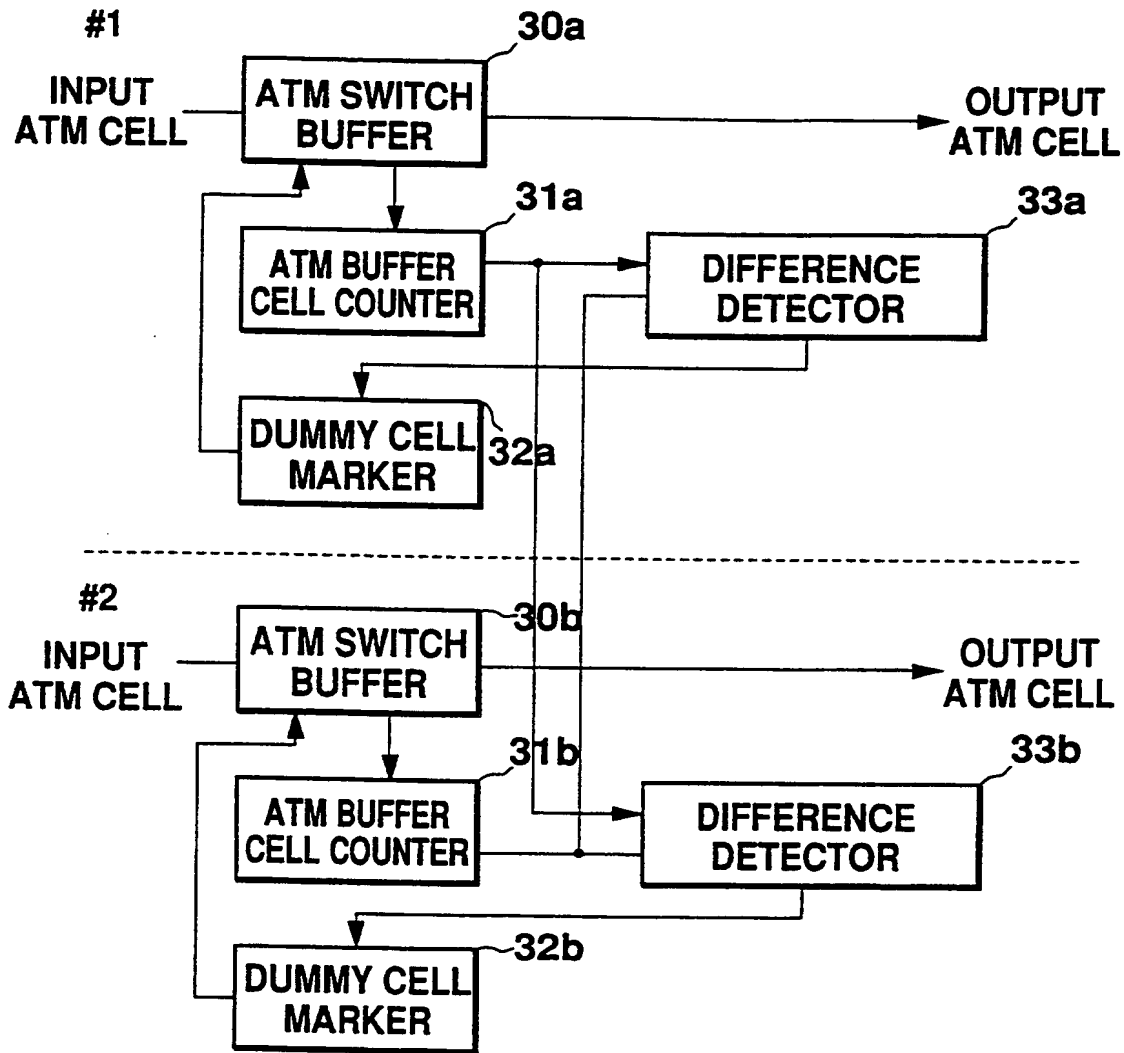 #1
30a
INPUT
ATM CELL
ATM SWITCH
BUFFER
OUTPUT
ATM CELL
31a
33a
ATM BUFFER
CELL COUNTER
DIFFERENCE
DETECTOR
DUMMY CELL
MARKER
32a
#2
30b
INPUT
ATM CELL
ATM SWITCH
BUFFER
OUTPUT
ATM CELL
31b
33b
ATM BUFFER
CELL COUNTER
DIFFERENCE
DETECTOR
32b
DUMMY CELL
MARKER